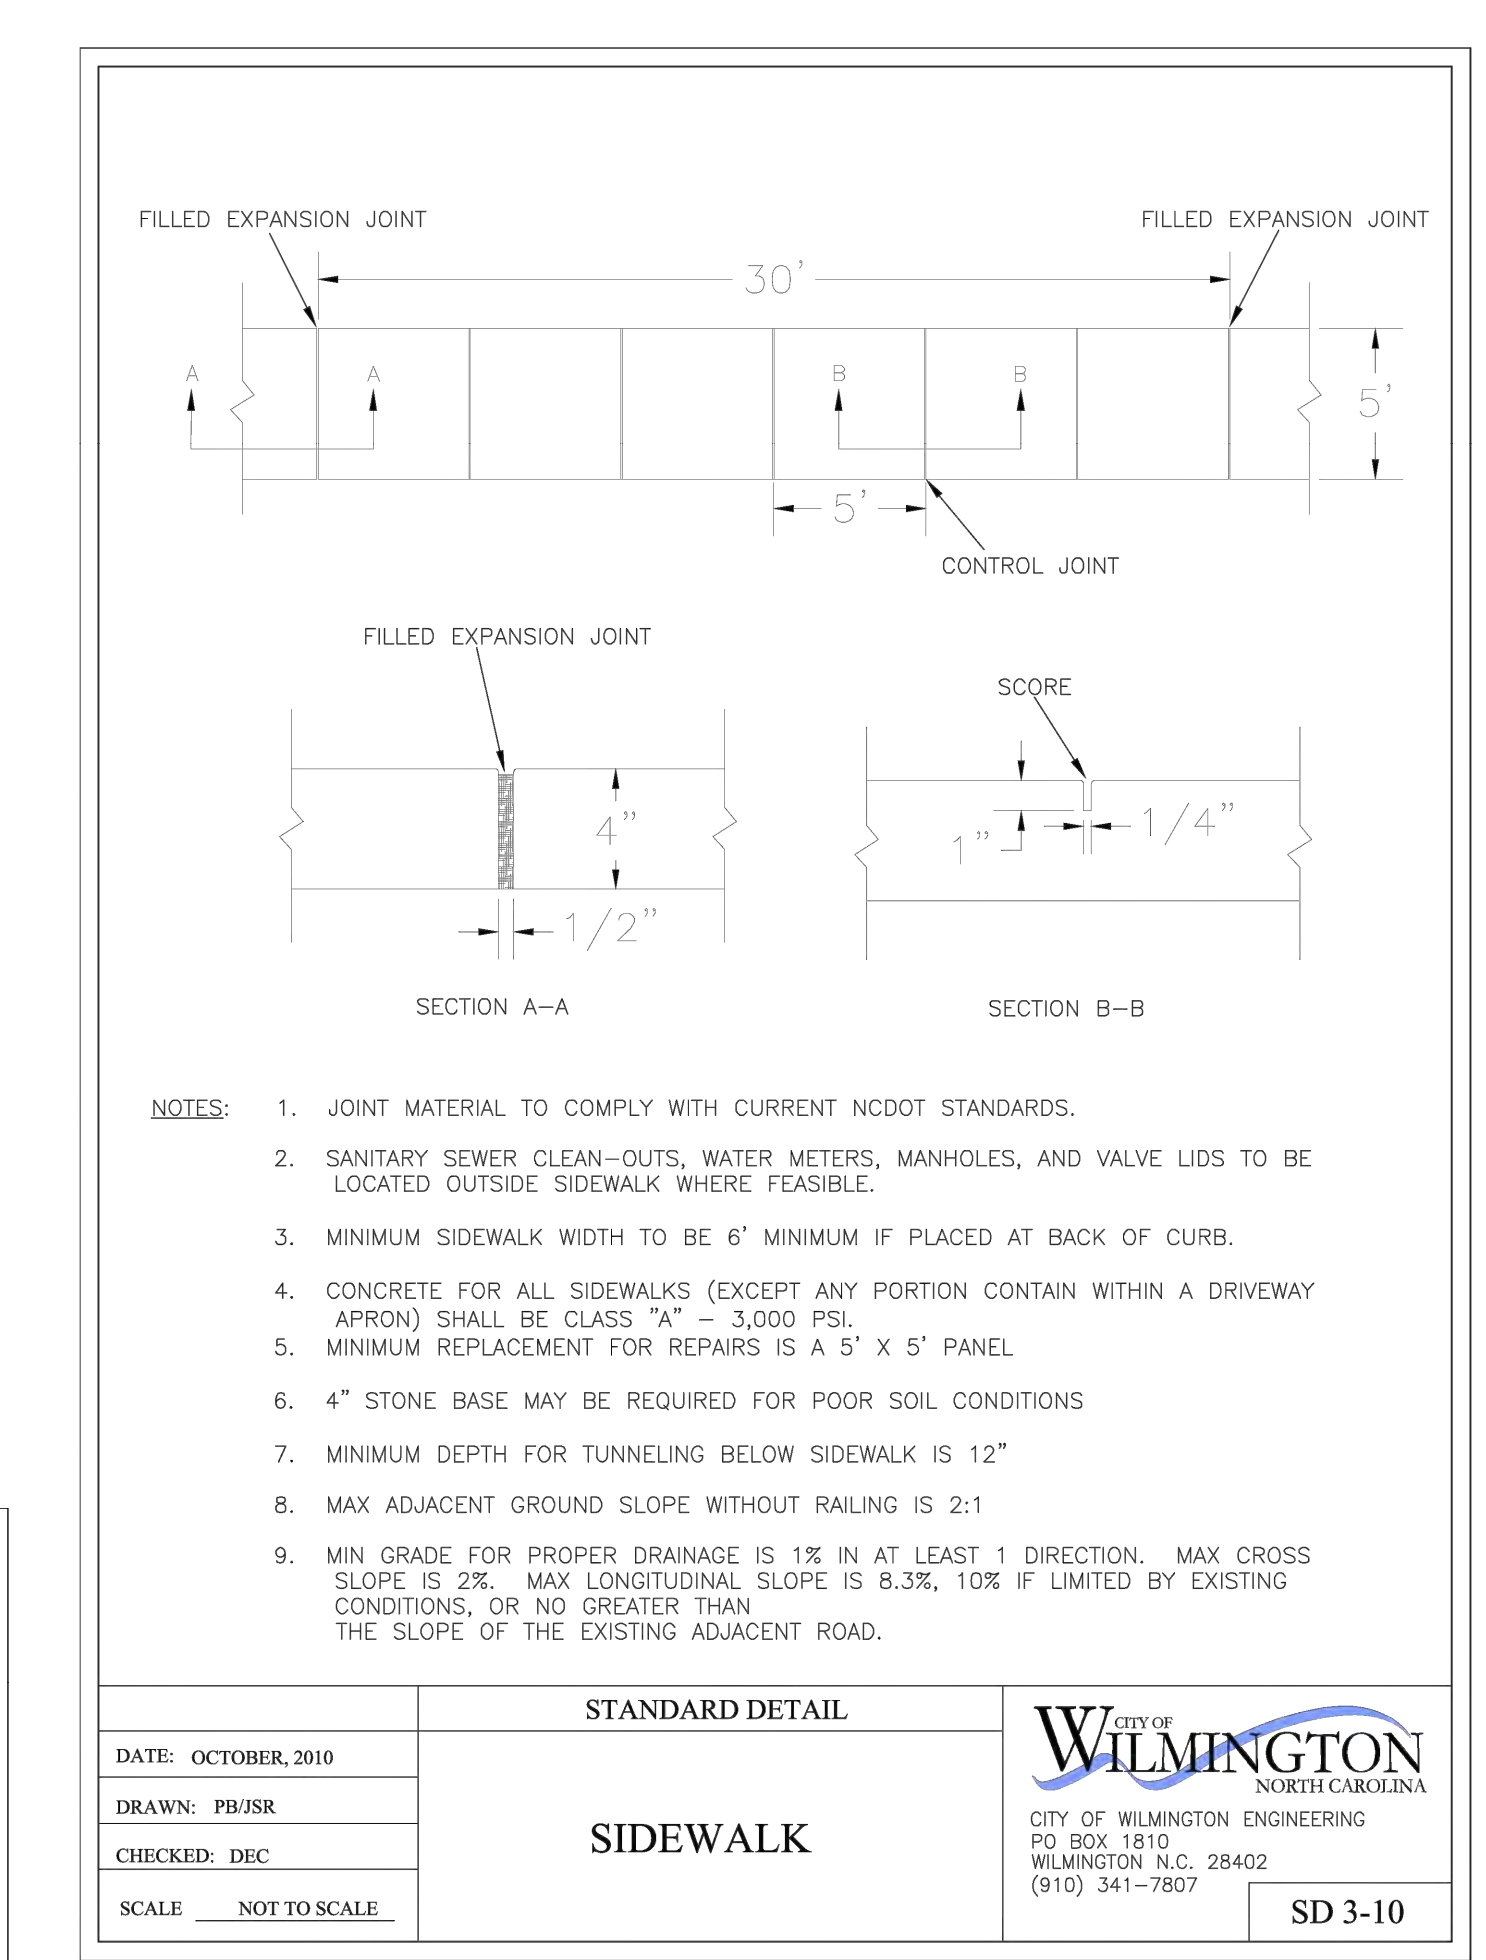 FILLED EXPANSION JOINT
FILLED EXPANSION JOINT
30'
A
A
B
B
5'
5'
CONTROL JOINT
FILLED EXPANSION JOINT
SCORE
4"
1"
1/4"
1/2"
SECTION A-A
SECTION B-B
NOTES: 1. JOINT MATERIAL TO COMPLY WITH CURRENT NCDOT STANDARDS.
2. SANITARY SEWER CLEAN-OUTS, WATER METERS, MANHOLES, AND VALVE LIDS TO BE
LOCATED OUTSIDE SIDEWALK WHERE FEASIBLE.
3. MINIMUM SIDEWALK WIDTH TO BE 6' MINIMUM IF PLACED AT BACK OF CURB.
4. CONCRETE FOR ALL SIDEWALKS (EXCEPT ANY PORTION CONTAIN WITHIN A DRIVEWAY
APRON) SHALL BE CLASS "A" - 3,000 PSI.
5. MINIMUM REPLACEMENT FOR REPAIRS IS A 5' X 5' PANEL
6. 4" STONE BASE MAY BE REQUIRED FOR POOR SOIL CONDITIONS
7. MINIMUM DEPTH FOR TUNNELING BELOW SIDEWALK IS 12"
8. MAX ADJACENT GROUND SLOPE WITHOUT RAILING IS 2:1
9. MIN GRADE FOR PROPER DRAINAGE IS 1% IN AT LEAST 1 DIRECTION. MAX CROSS
SLOPE IS 2%. MAX LONGITUDINAL SLOPE IS 8.3%, 10% IF LIMITED BY EXISTING
CONDITIONS, OR NO GREATER THAN
THE SLOPE OF THE EXISTING ADJACENT ROAD.
STANDARD DETAIL
DATE: OCTOBER, 2010
DRAWN: PB/JSR
CHECKED: DEC
SCALE NOT TO SCALE
SIDEWALK
CITY OF
WILMINGTON
NORTH CAROLINA
CITY OF WILMINGTON ENGINEERING
PO BOX 1810
WILMINGTON N.C. 28402
(910) 341-7807
SD 3-10